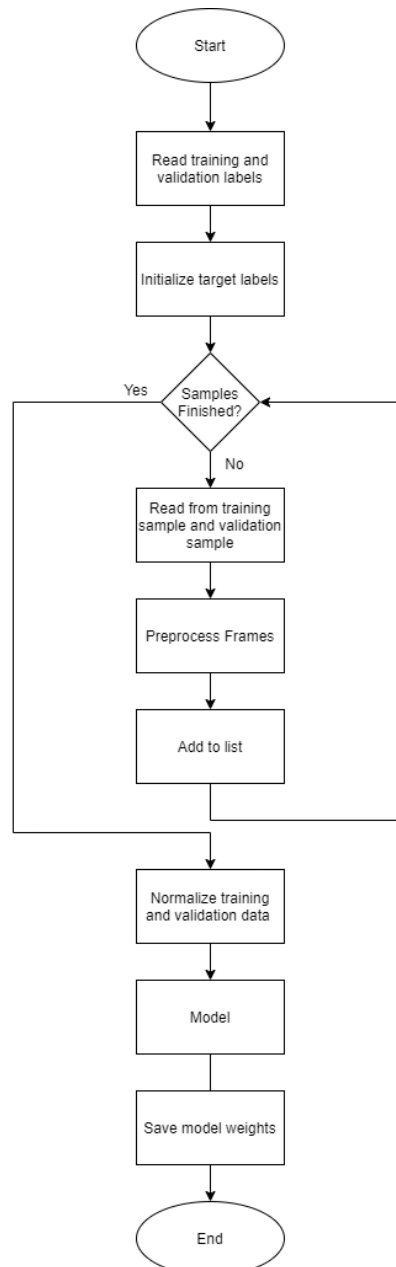 Start
Read training and
validation labels
Initialize target labels
Yes
Samples
Finished?
No
Read from training
sample and validation
sample
Preprocess Frames
Add to list
Normalize training
and validation data
Model
Save model weights
End